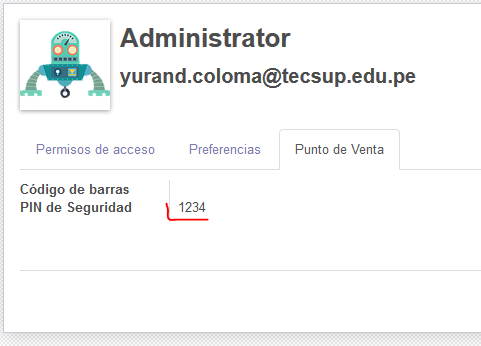 Administrator
yurand.coloma@tecsup.edu.pe
Permisos de acceso Preferencias Punto de Venta
Código de barras
PIN de Seguridad 1234